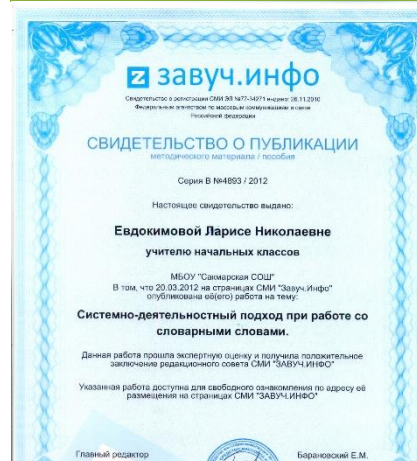 завуч.инфо
Свидетельство о регистрации СМИ ЭЛ №77-34271 выдано: 26.11.2010
Федеральным агентством по массовым коммуникациям и связи
Российской федерации
СВИДЕТЕЛЬСТВО О ПУБЛИКАЦИИ
методического материала / пособия
Серия В №4893 / 2012
Настоящее свидетельство выдано:
Евдокимовой Ларисе Николаевне
учителю начальных классов
МБОУ "Сакмарская СОШ"
В том, что 20.03.2012 на страницах СМИ "Завуч.Инфо"
опубликована её(его) работа на тему:
Системно-деятельностный подход при работе со
словарными словами.
Данная работа прошла экспертную оценку и получила положительное
заключение редакционного совета СМИ "ЗАВУЧ.ИНФО"
Указанная работа доступна для свободного ознакомления по адресу её
размещения на страницах СМИ "ЗАВУЧ.ИНФО"
Главный редактор
Барановский Е.М.